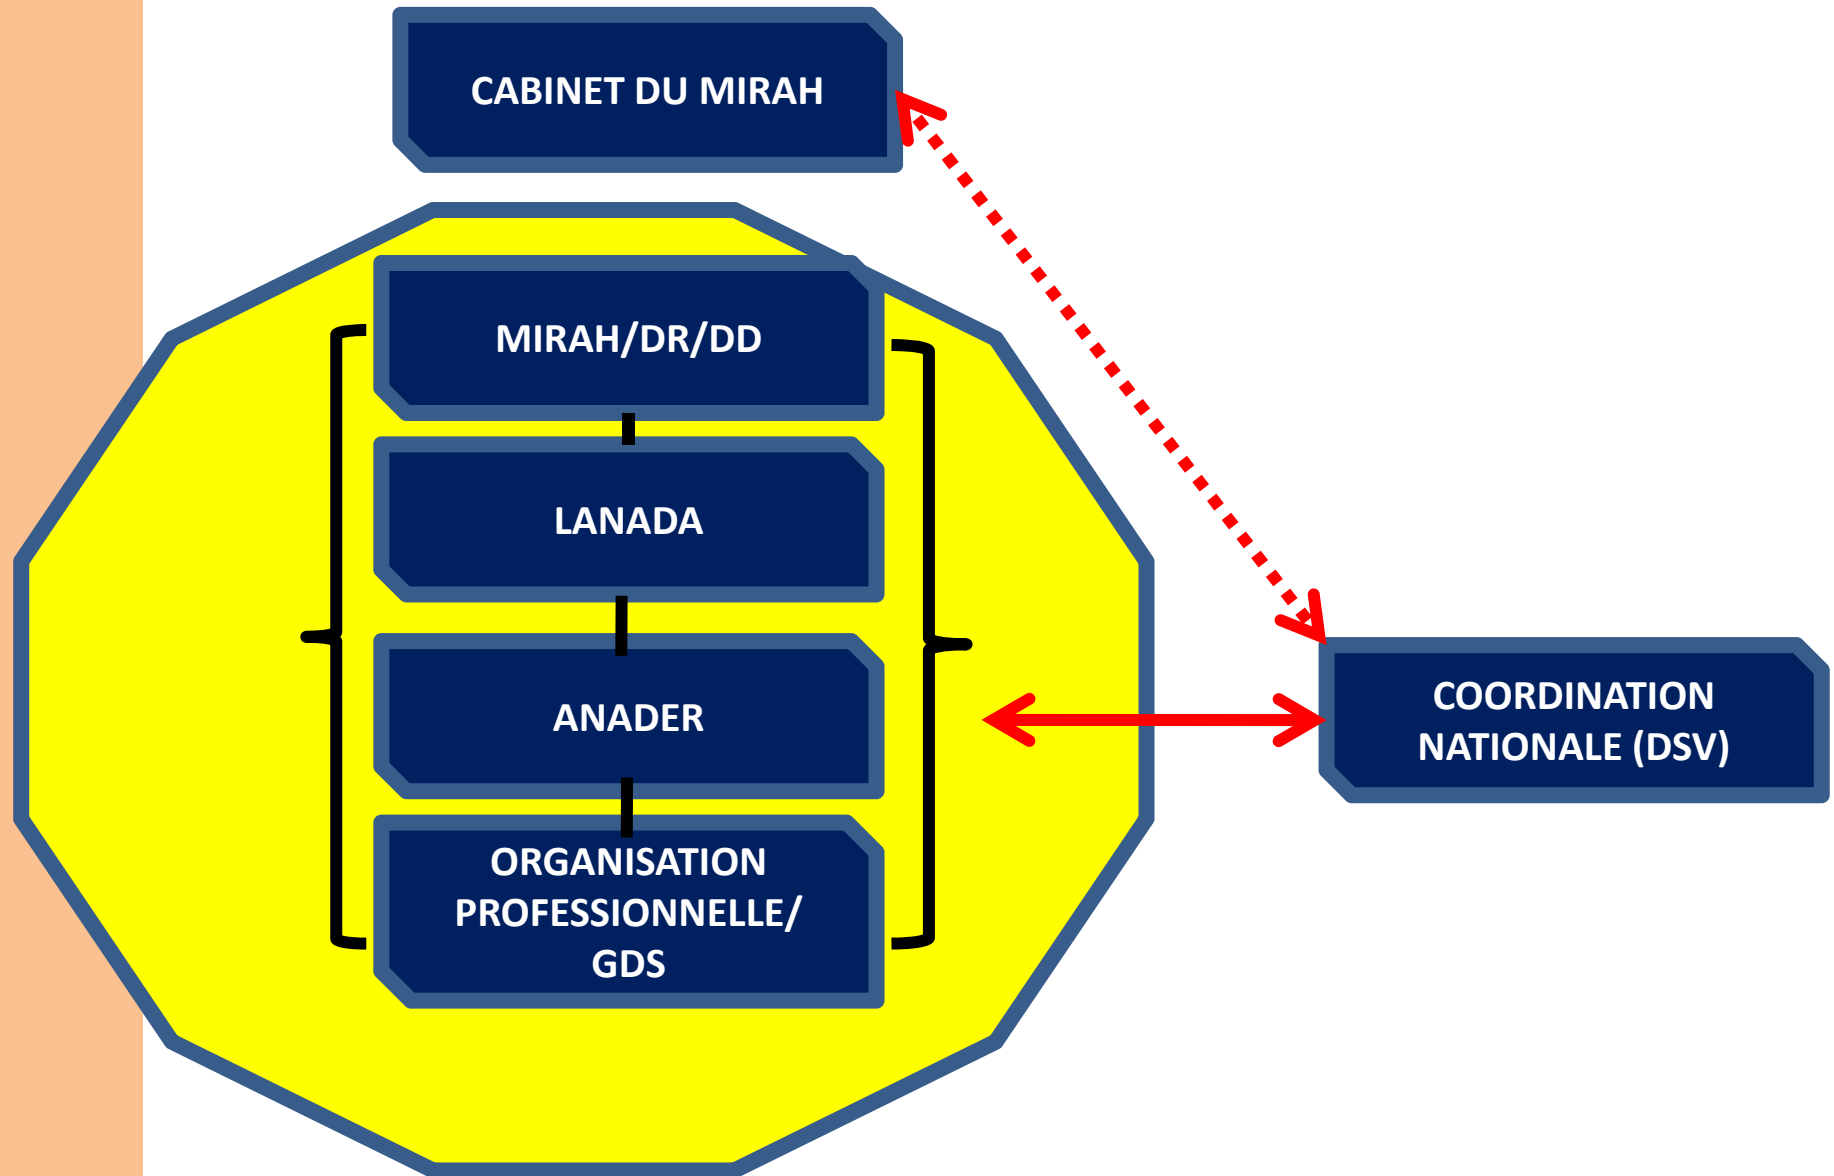 CABINET DU MIRAH
MIRAH/DR/DD
LANADA
ANADER
ORGANISATION
PROFESSIONNELLE/
GDS
COORDINATION
NATIONALE (DSV)